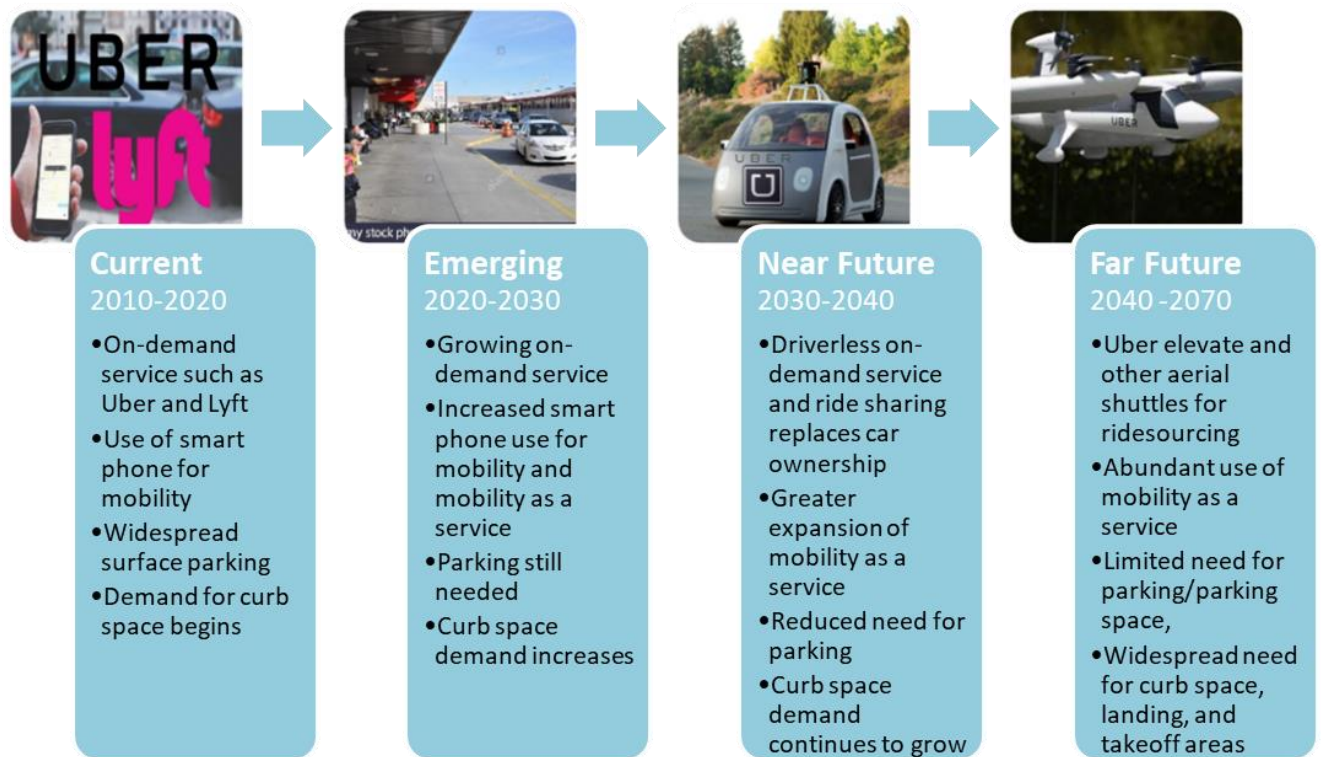 UBER
lyft
ny stock ph
UBER
U
UBER
Current
2010-2020
•On-demand
service such as
Uber and Lyft
•Use of smart
phone for
mobility
•Widespread
surface parking
•Demand for curb
space begins
Emerging
2020-2030
•Growing on-
demand service
•Increased smart
phone use for
mobility and
mobility as a
service
•Parking still
needed
•Curb space
demand increases
Near Future
2030-2040
•Driverless on-
demand service
and ride sharing
replaces car
ownership
•Greater
expansion of
mobility as a
service
•Reduced need for
parking
•Curb space
demand
continues to grow
Far Future
2040 -2070
•Uber elevate and
other aerial
shuttles for
ridesourcing
•Abundant use of
mobility as a
service
•Limited need for
parking/parking
space,
•Widespread need
for curb space,
landing, and
takeoff areas